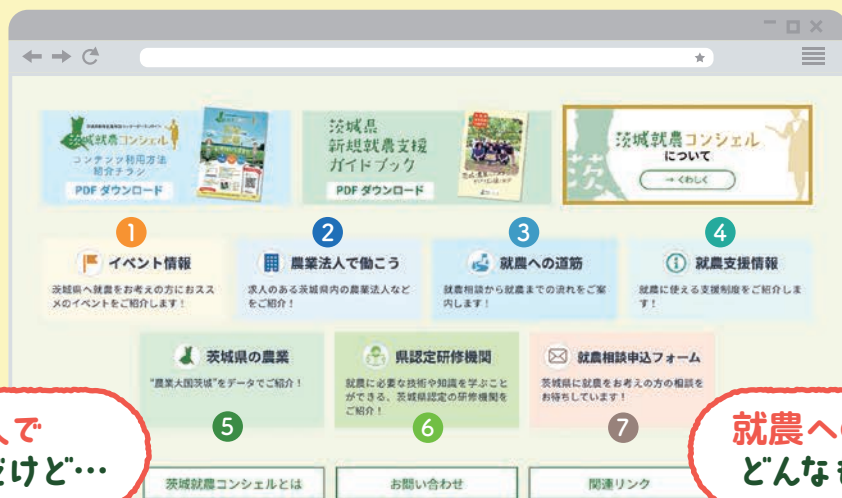 茨城就農コンシェル
コンテンツ利用方法
紹介チラシ
PDF ダウンロード
茨城県
新規就農支援
ガイドブック
PDF ダウンロード
茨城就農コンシェル
について
→ くわしく
1
2
3
4
イベント情報
茨城県へ就農をお考えの方におスス
メのイベントをご紹介します!
農業法人で働こう
求人のある茨城県内の農業法人など
をご紹介!
就農への道筋
就農相談から就農までの流れをご案
内します!
就農支援情報
就農に使える支援制度をご紹介しま
す!
茨城県の農業
"農業大国茨城"をデータでご紹介!
県認定研修機関
就農に必要な技術や知識を学ぶこと
ができる、茨城県認定の研修機関を
ご紹介!
就農相談申込フォーム
茨城県に就農をお考えの方の相談を
お待ちしています!
5
6
7
人で
だけど…
就農への
どんなも
茨城就農コンシェルとは
お問い合わせ
関連リンク